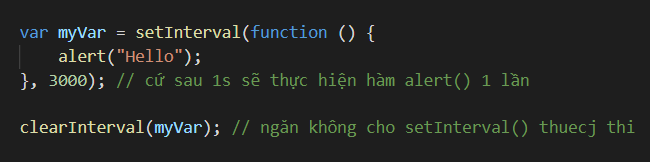 var myVar = setInterval(function () {
    alert("Hello");
}, 3000); // cứ sau 1s sẽ thực hiện hàm alert() 1 lần
clearInterval(myVar); // ngăn không cho setInterval() thuecj thi